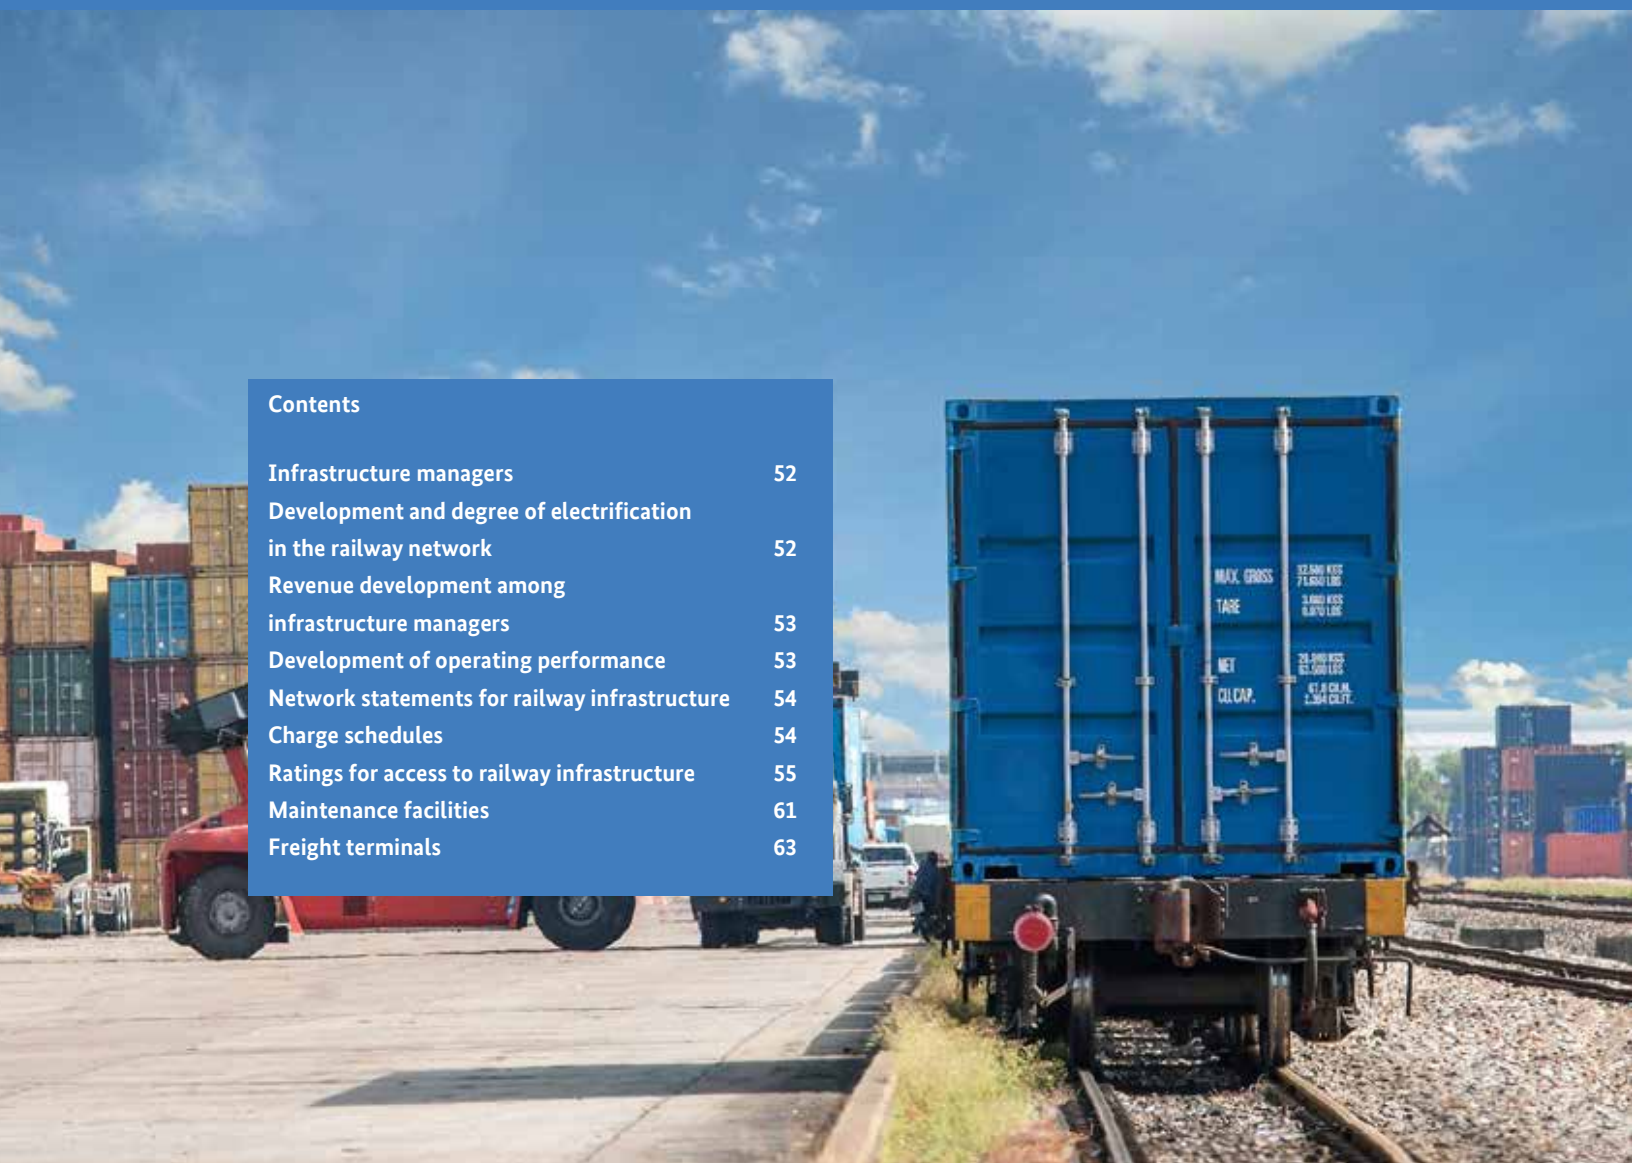 Contents
Infrastructure managers 52
Development and degree of electrification
in the railway network 52
Revenue development among
infrastructure managers 53
Development of operating performance 53
Network statements for railway infrastructure 54
Charge schedules 54
Ratings for access to railway infrastructure 55
Maintenance facilities 61
Freight terminals 63
MAX. GROSS
TARE
NET
CU.CAP.